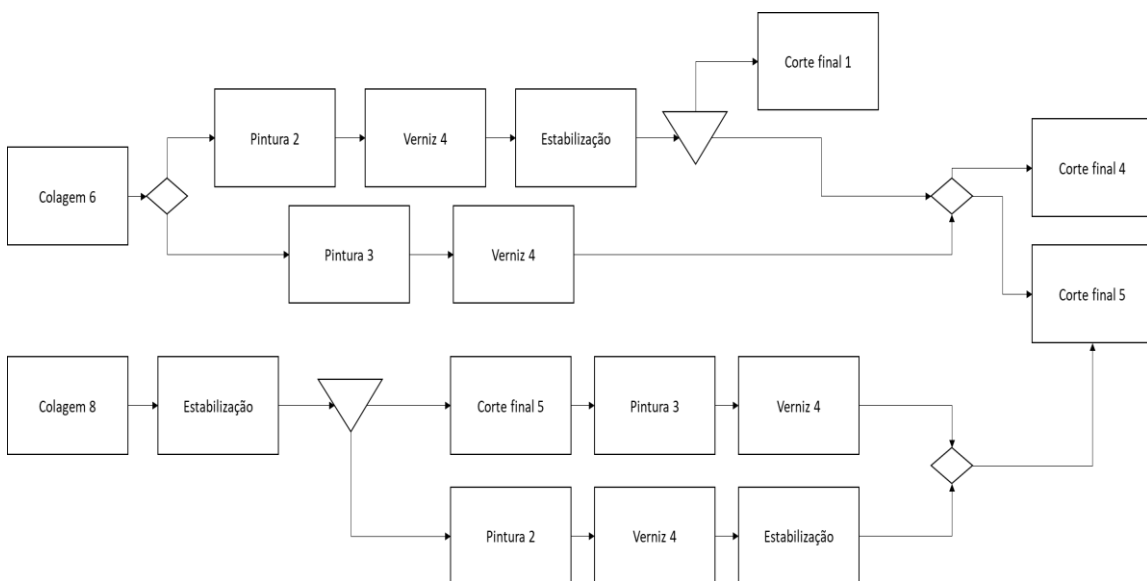 Corte final 1
Pintura 2
Verniz 4
Estabilização
Corte final 4
Colagem 6
Pintura 3
Verniz 4
Corte final 5
Colagem 8
Estabilização
Corte final 5
Pintura 3
Verniz 4
Pintura 2
Verniz 4
Estabilização